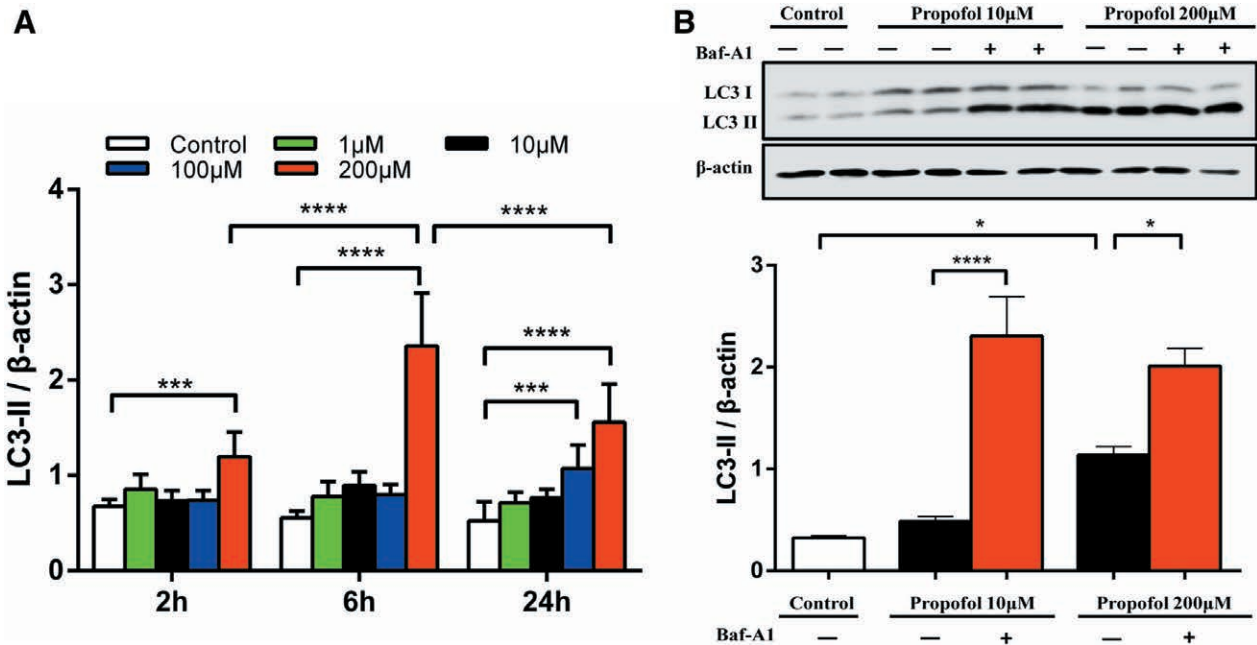 A
Control 1µM 10µM
100µM 200µM
4
3
2
1
0
LC3-II / β-actin
****
****
****
***
****
***
2h 6h 24h
B
Control Propofol 10µM Propofol 200µM
Baf-A1 — — — — + + — — + +
LC3 I
LC3 II
β-actin
*
*
****
3
2
1
0
LC3-II / β-actin
Control Propofol 10µM Propofol 200µM
Baf-A1 — — + — +